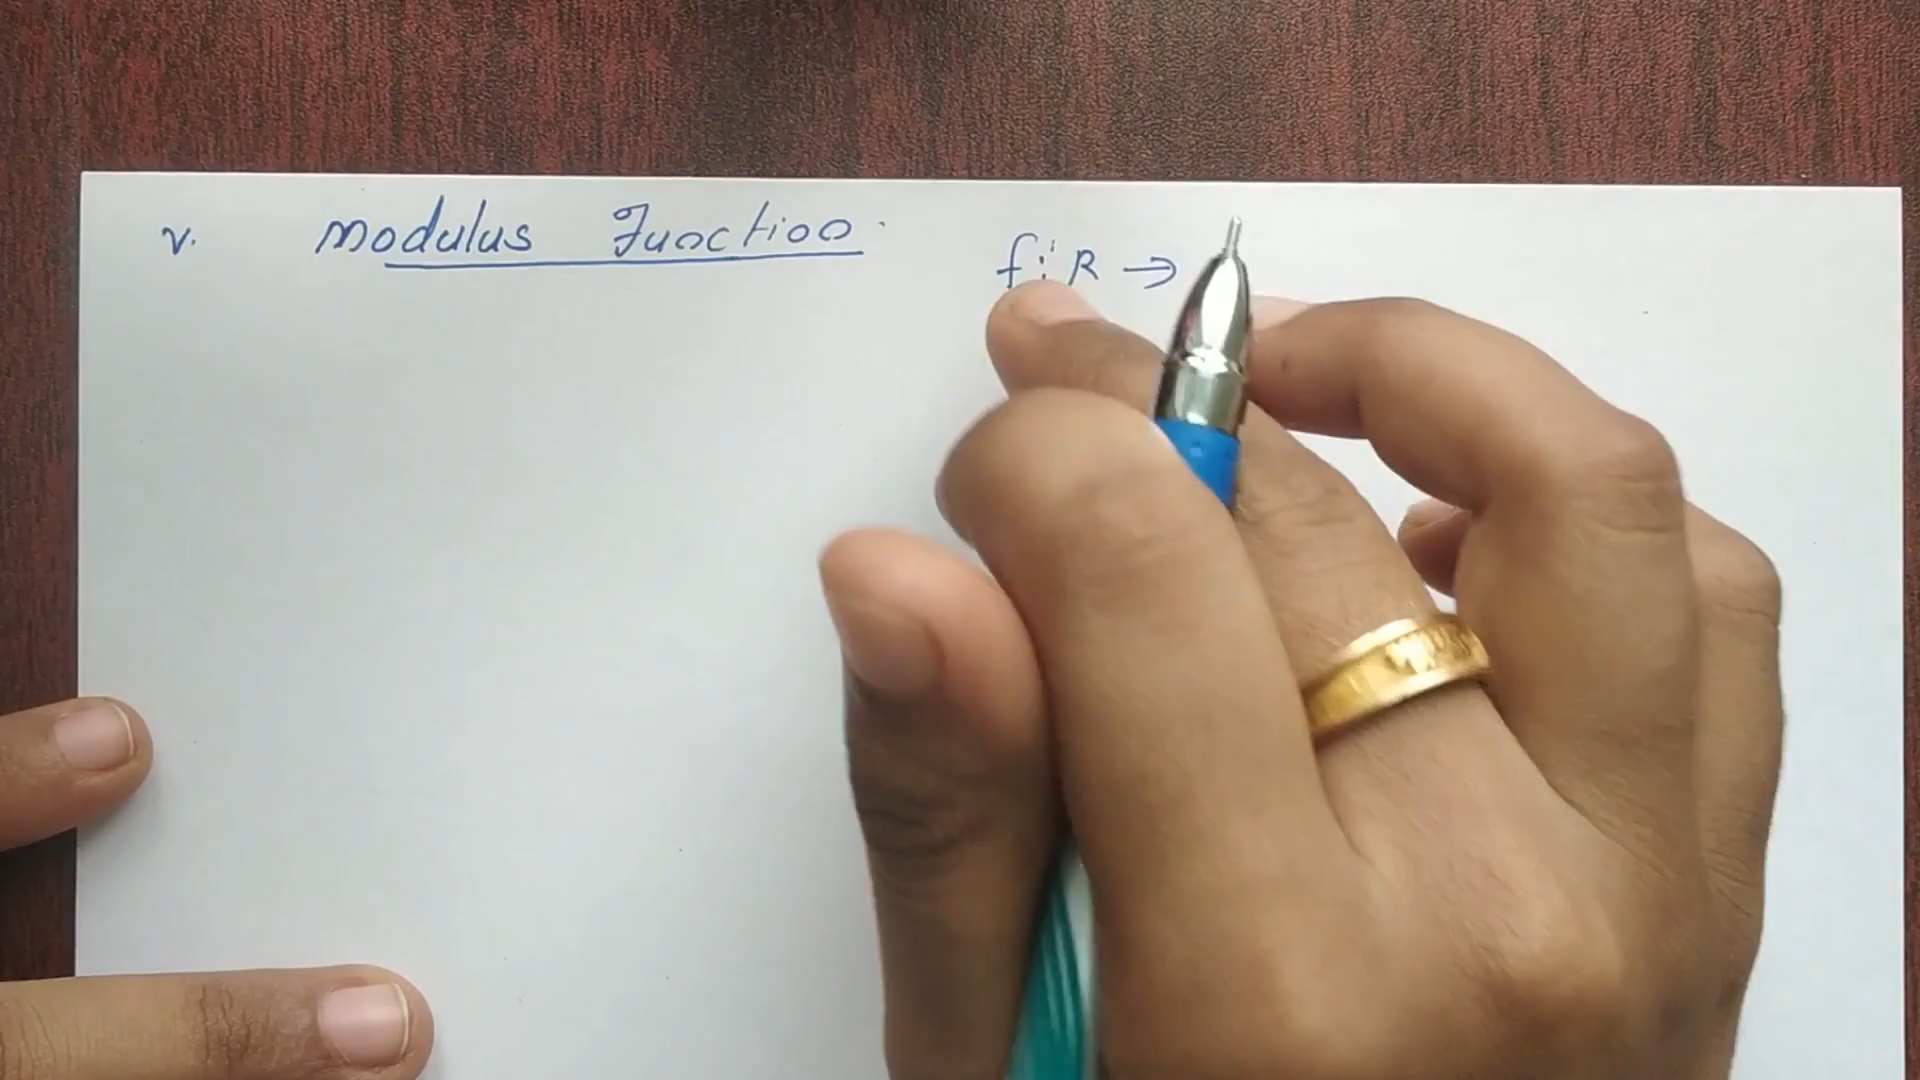 v. Modulus Function.
f: R →